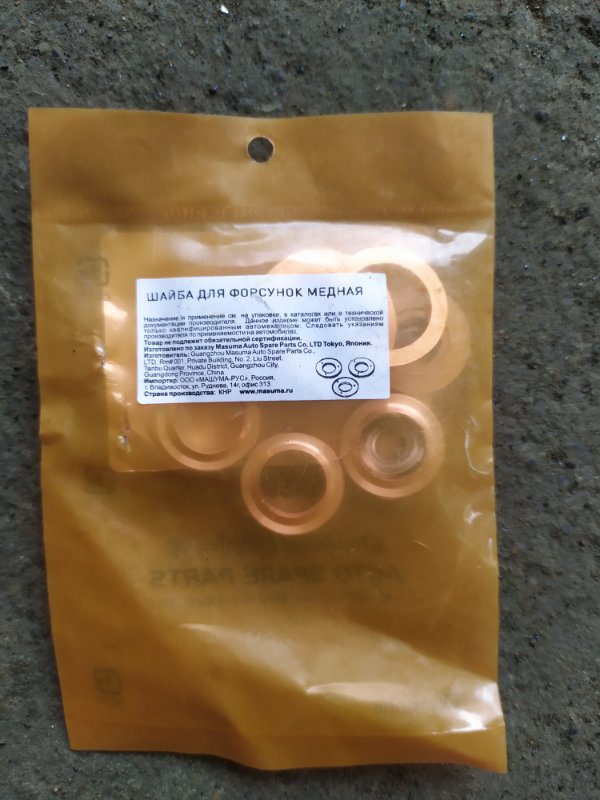 ШАЙБА ДЛЯ ФОРСУНОК МЕДНАЯ
Назначение и применение см. на упаковке, в каталогах или в технической
документации производителя. Данное изделие может быть установлено
только квалифицированным автомехаником. Следовать указаниям
производителя по применяемости на автомобилях.
Товар не подлежит обязательной сертификации.
Изготовлено по заказу Masuma Auto Spare Parts Co, LTD Tokyo, Япония.
Изготовитель: Guangzhou Masuma Auto Spare Parts Co.,
LTD. Rm#001, Private Building, No. 2, Liu Street,
Tanbu Quarter, Huadu District, Guangzhou City,
Guangdong Province, China
Импортер: ООО «МАШУМА-РУС», Россия,
г. Владивосток, ул. Руднева, 14г, офис 313
Страна производства: КНР www.masuma.ru
AUTO SPARE PARTS